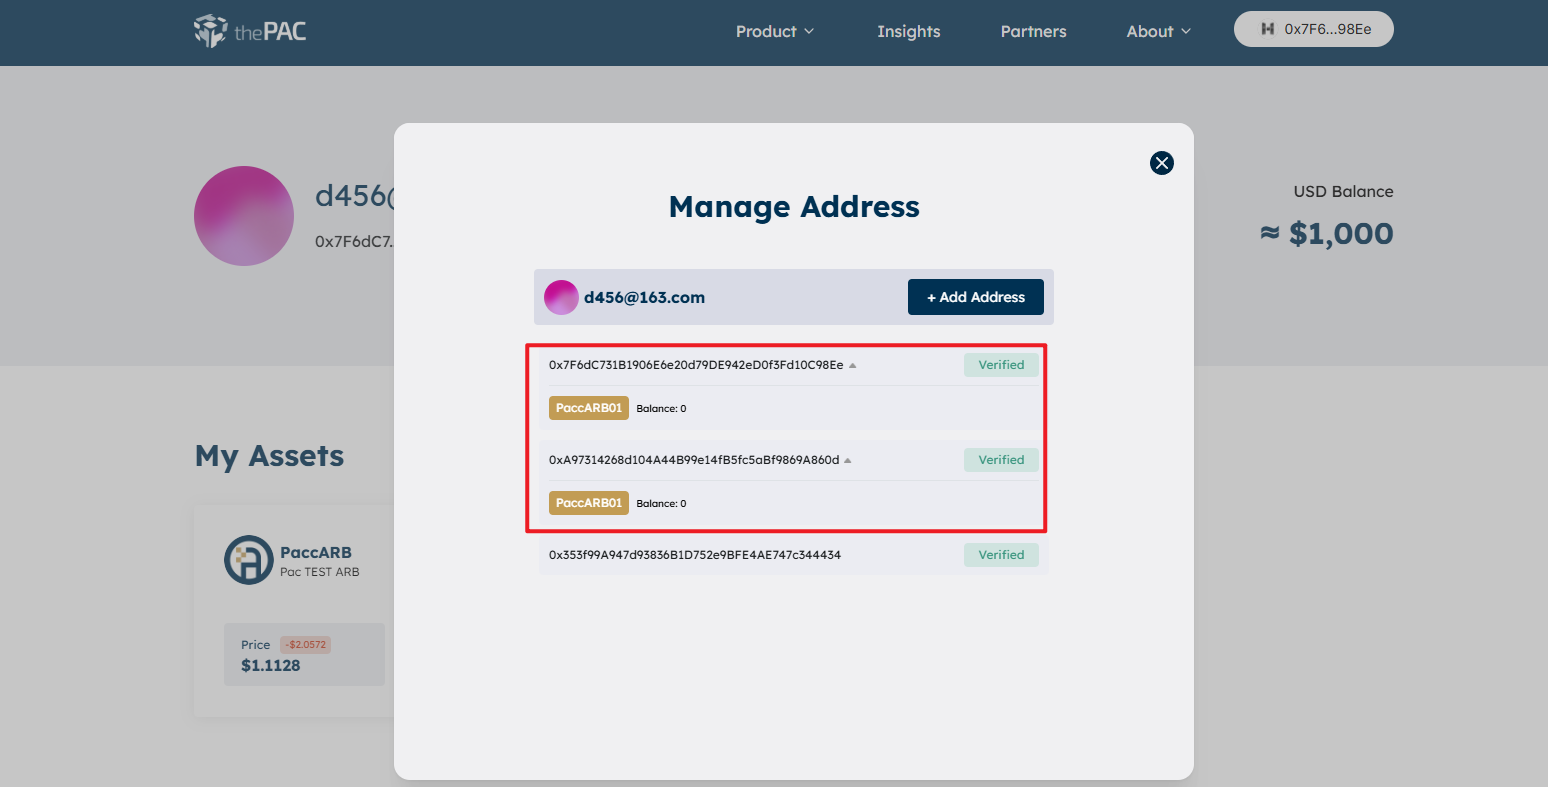 thePAC Product Insights Partners About 0x7F6...98Ee
d456@
0x7F6dC7.
USD Balance
≈ $1,000
Manage Address
d456@163.com + Add Address
0x7F6dC731B1906E6e20d79DE942eD0f3Fd10C98Ee Verified
PaccARB01 Balance: 0
0xA97314268d104A44B99e14fB5fc5aBf9869A860d Verified
PaccARB01 Balance: 0
0x353f99A947d93836B1D752e9BFE4AE747c344434 Verified
My Assets
PaccARB
Pac TEST ARB
Price -$2.0572
$1.1128